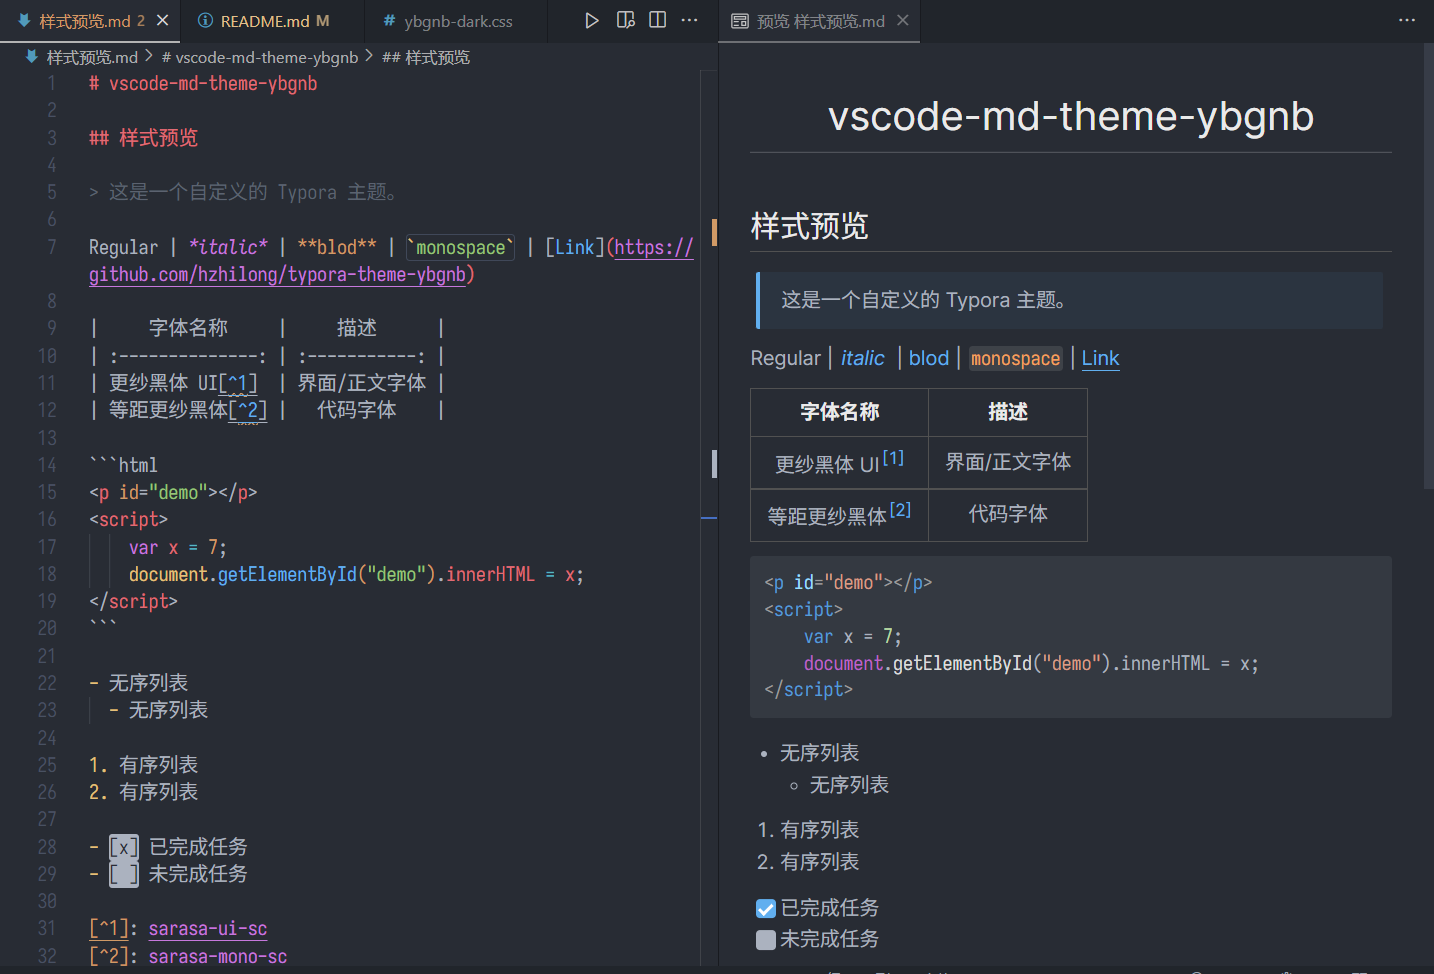 样式预览.md 2
README.md M
# ybgnb-dark.css
预览 样式预览.md
样式预览.md > # vscode-md-theme-ybgnb > ## 样式预览
1 # vscode-md-theme-ybgnb
2
3 ## 样式预览
4
5 > 这是一个自定义的 Typora 主题。
6
7 Regular | *italic* | **blod** | `monospace` | [Link](https://
github.com/hzhilong/typora-theme-ybgnb)
8
9 | 字体名称 | 描述 |
10 | :--------------: | :-----------: |
11 | 更纱黑体 UI[^1] | 界面/正文字体 |
12 | 等距更纱黑体[^2] | 代码字体 |
13
14 ```html
15 <p id="demo"></p>
16 <script>
17 var x = 7;
18 document.getElementById("demo").innerHTML = x;
19 </script>
20 ```
21
22 - 无序列表
23 - 无序列表
24
25 1. 有序列表
26 2. 有序列表
27
28 - [x] 已完成任务
29 - [ ] 未完成任务
30
31 [^1]: sarasa-ui-sc
32 [^2]: sarasa-mono-sc
vscode-md-theme-ybgnb
样式预览
这是一个自定义的 Typora 主题。
Regular | italic | blod | monospace | Link
字体名称 描述
更纱黑体 UI[1] 界面/正文字体
等距更纱黑体[2] 代码字体
<p id="demo"></p>
<script>
var x = 7;
document.getElementById("demo").innerHTML = x;
</script>
无序列表
无序列表
1. 有序列表
2. 有序列表
已完成任务
未完成任务